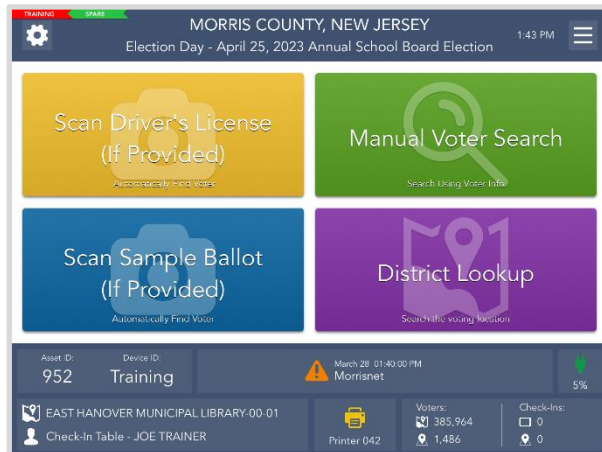 TRAINING SPARE
MORRIS COUNTY, NEW JERSEY
Election Day - April 25, 2023 Annual School Board Election
1:43 PM
Scan Driver's License
(If Provided)
Automatically Find Voter
Manual Voter Search
Search Using Voter Info
Scan Sample Ballot
(If Provided)
Automatically Find Voter
District Lookup
Search the voting location
Asset ID:
952
Device ID:
Training
March 28 01:40:00 PM
Morrisnet
5%
EAST HANOVER MUNICIPAL LIBRARY-00-01
Check-In Table - JOE TRAINER
Printer 042
Voters:
385,964
1,486
Check-Ins:
0
0